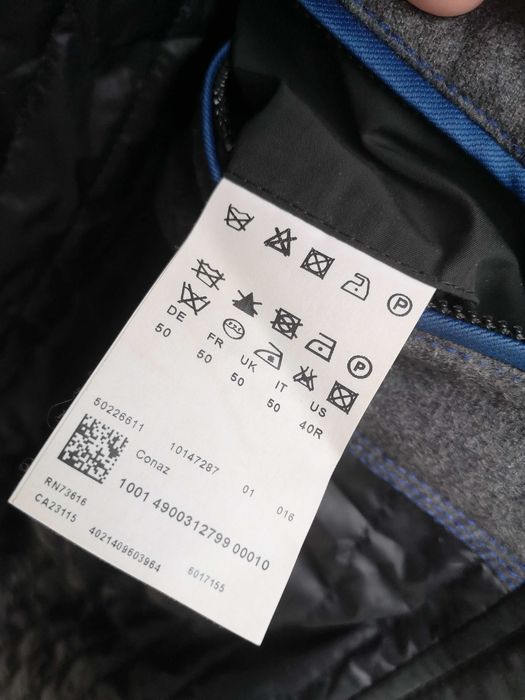 P
P
DE FR UK IT US
50 50 50 50 40R
50226611 10147287 01 016
Conaz
1001 4900312799 00010
RN73616
CA23115 4021409603964 6017155